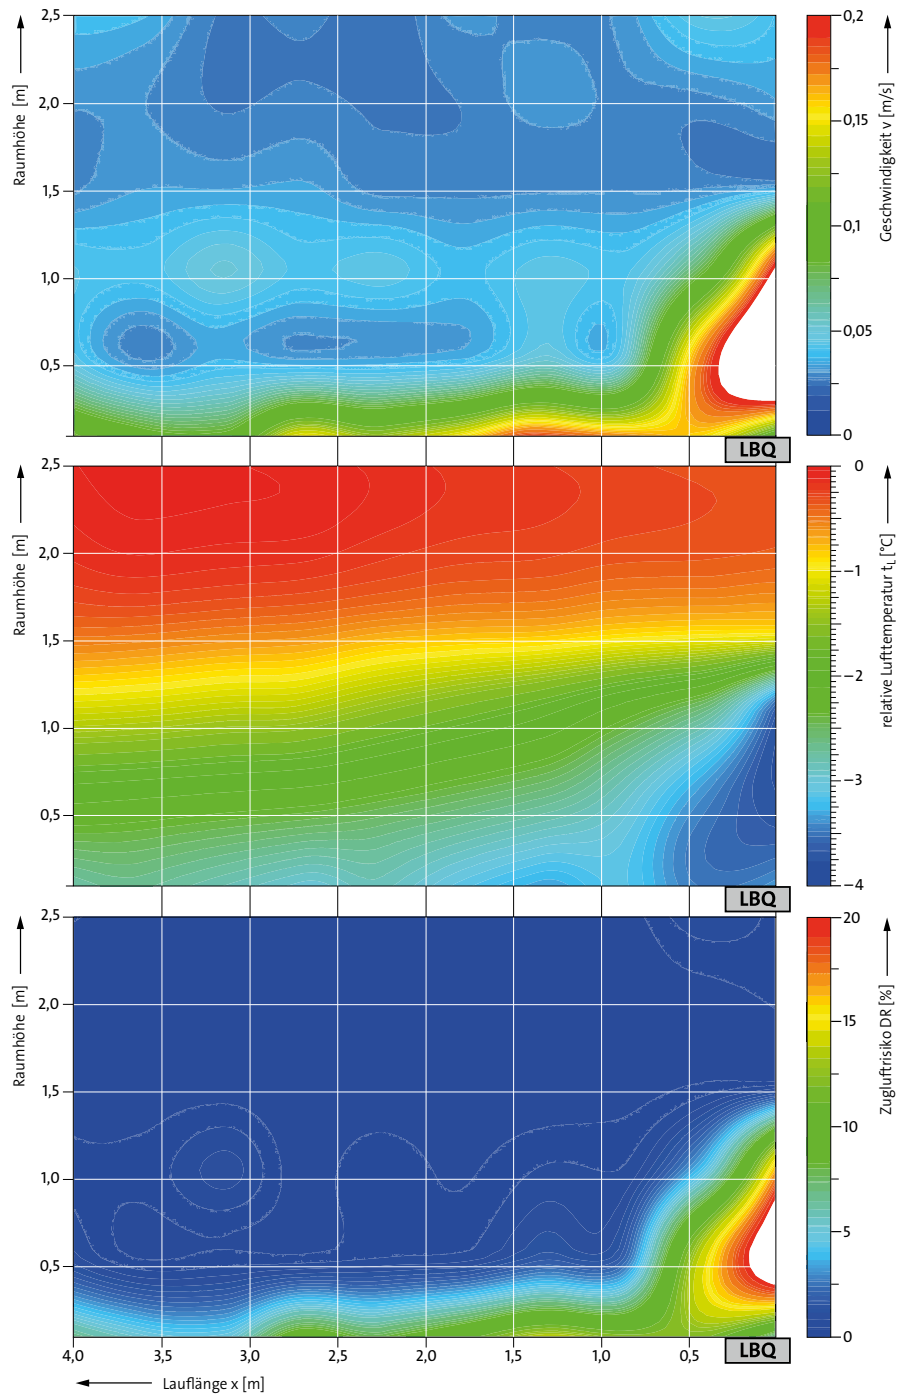 2,5
2,0
1,5
1,0
0,5
Raumhöhe [m]
0,2
0,15
0,1
0,05
0
Geschwindigkeit v [m/s]
LBQ
2,5
2,0
1,5
1,0
0,5
Raumhöhe [m]
0
−1
−2
−3
−4
relative Lufttemperatur tL [°C]
LBQ
2,5
2,0
1,5
1,0
0,5
Raumhöhe [m]
20
15
10
5
0
Zugluftrisiko DR [%]
LBQ
4,0 3,5 3,0 2,5 2,0 1,5 1,0 0,5
Lauflänge x [m]